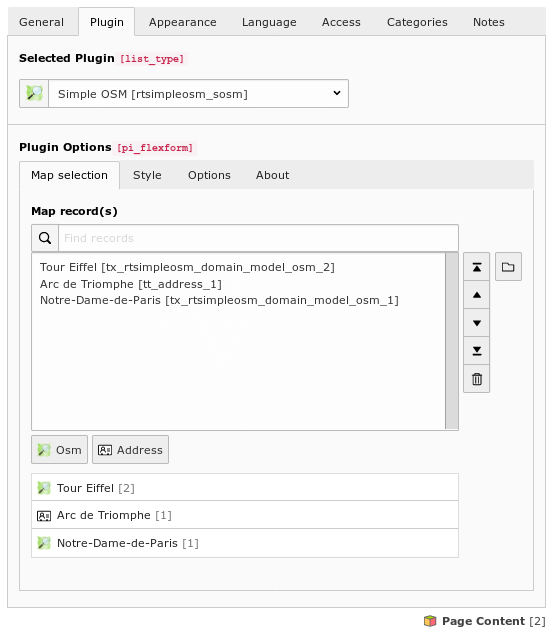 General Plugin Appearance Language Access Categories Notes
Selected Plugin [list_type]
Simple OSM [rtsimpleosm_sosm]
Plugin Options [pi_flexform]
Map selection Style Options About
Map record(s)
Find records
Tour Eiffel [tx_rtsimpleosm_domain_model_osm_2]
Arc de Triomphe [tt_address_1]
Notre-Dame-de-Paris [tx_rtsimpleosm_domain_model_osm_1]
Osm Address
Tour Eiffel [2]
Arc de Triomphe [1]
Notre-Dame-de-Paris [1]
Page Content [2]